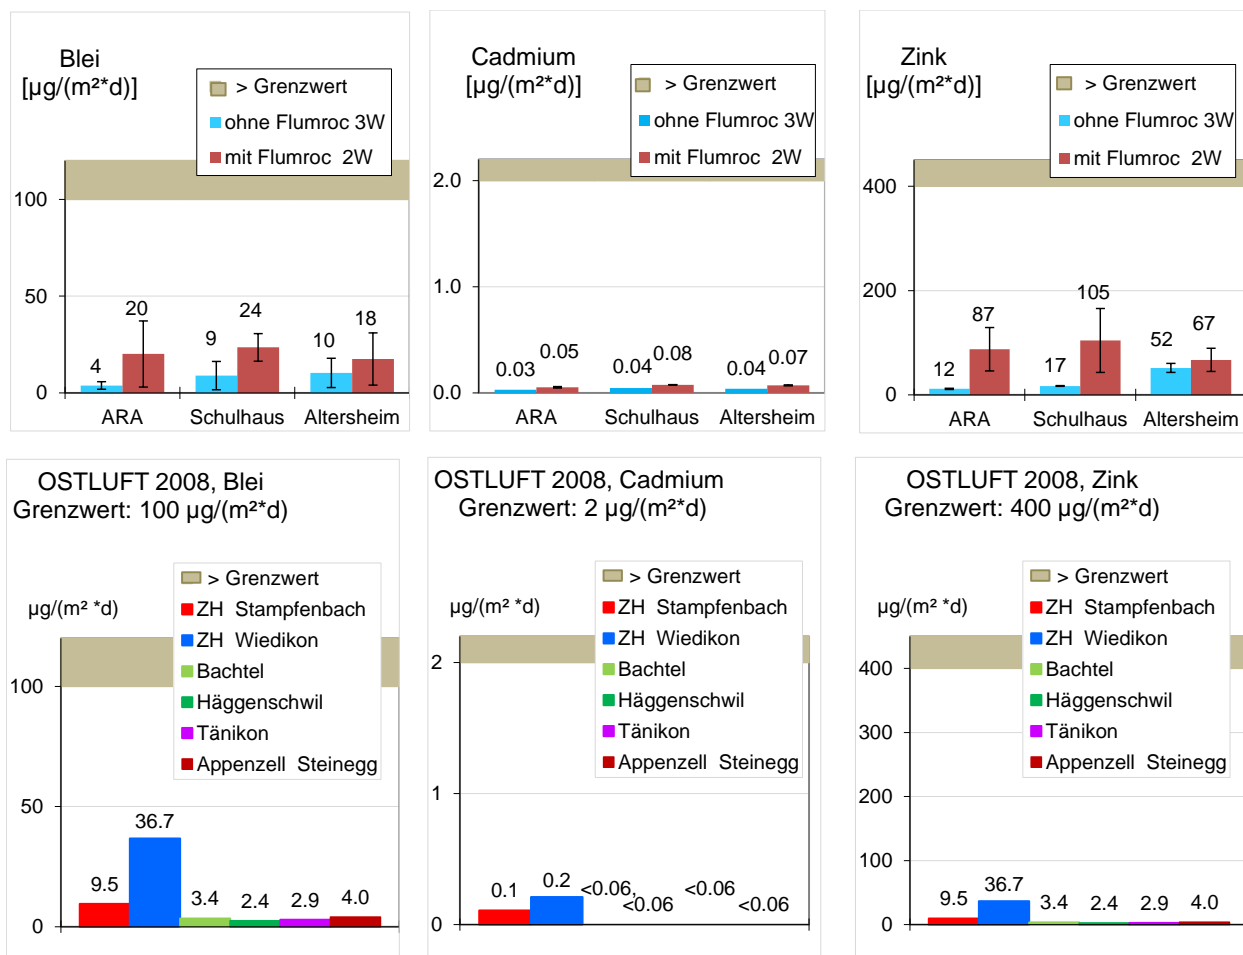 Blei
[µg/(m²*d)]
> Grenzwert
ohne Flumroc 3W
mit Flumroc 2W
100
50
0
4
20
9
24
10
18
ARA
Schulhaus
Altersheim
Cadmium
[µg/(m²*d)]
> Grenzwert
ohne Flumroc 3W
mit Flumroc 2W
2.0
1.0
0.0
0.03
0.05
0.04
0.08
0.04
0.07
ARA
Schulhaus
Altersheim
Zink
[µg/(m²*d)]
> Grenzwert
ohne Flumroc 3W
mit Flumroc 2W
400
200
0
12
87
17
105
52
67
ARA
Schulhaus
Altersheim
OSTLUFT 2008, Blei
Grenzwert: 100 µg/(m²*d)
µg/(m² *d)
> Grenzwert
ZH Stampfenbach
ZH Wiedikon
Bachtel
Häggenschwil
Tänikon
Appenzell Steinegg
100
50
0
9.5
36.7
3.4
2.4
2.9
4.0
OSTLUFT 2008, Cadmium
Grenzwert: 2 µg/(m²*d)
µg/(m² *d)
> Grenzwert
ZH Stampfenbach
ZH Wiedikon
Bachtel
Häggenschwil
Tänikon
Appenzell Steinegg
2
1
0
0.1
0.2
<0.06,
<0.06
<0.06
<0.06
OSTLUFT 2008, Zink
Grenzwert: 400 µg/(m²*d)
µg/(m² *d)
> Grenzwert
ZH Stampfenbach
ZH Wiedikon
Bachtel
Häggenschwil
Tänikon
Appenzell Steinegg
400
300
200
100
0
9.5
36.7
3.4
2.4
2.9
4.0